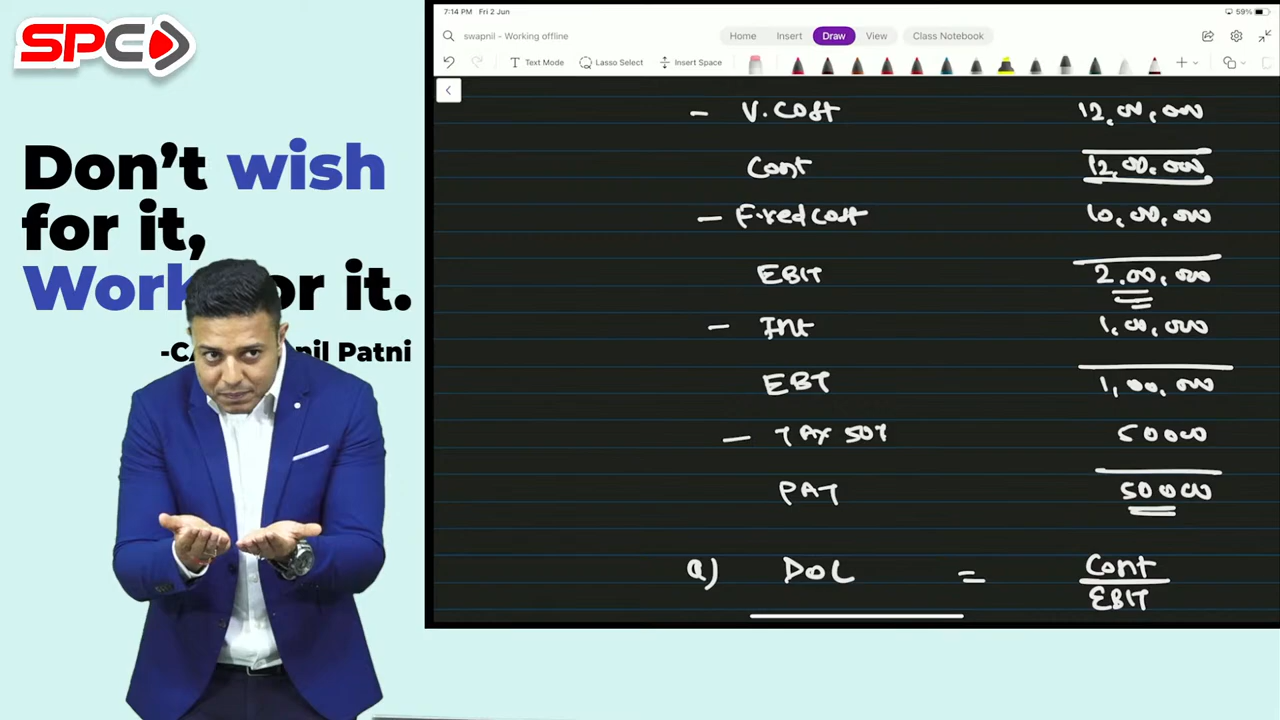 SPC
Don't wish
for it,
Work for it.
-CA nil Patni
7:14 PM Fri 2 Jun
59%
swapnil - Working offline
Home Insert Draw View Class Notebook
Text Mode Lasso Select Insert Space
- V. Cost 12,00,000
Cont 12,00,000
- Fixed cost 10,00,000
EBIT 2,00,000
- Int 1,00,000
EBT 1,00,000
- TAX 50% 50000
PAT 50000
a) DOL = Cont
EBIT